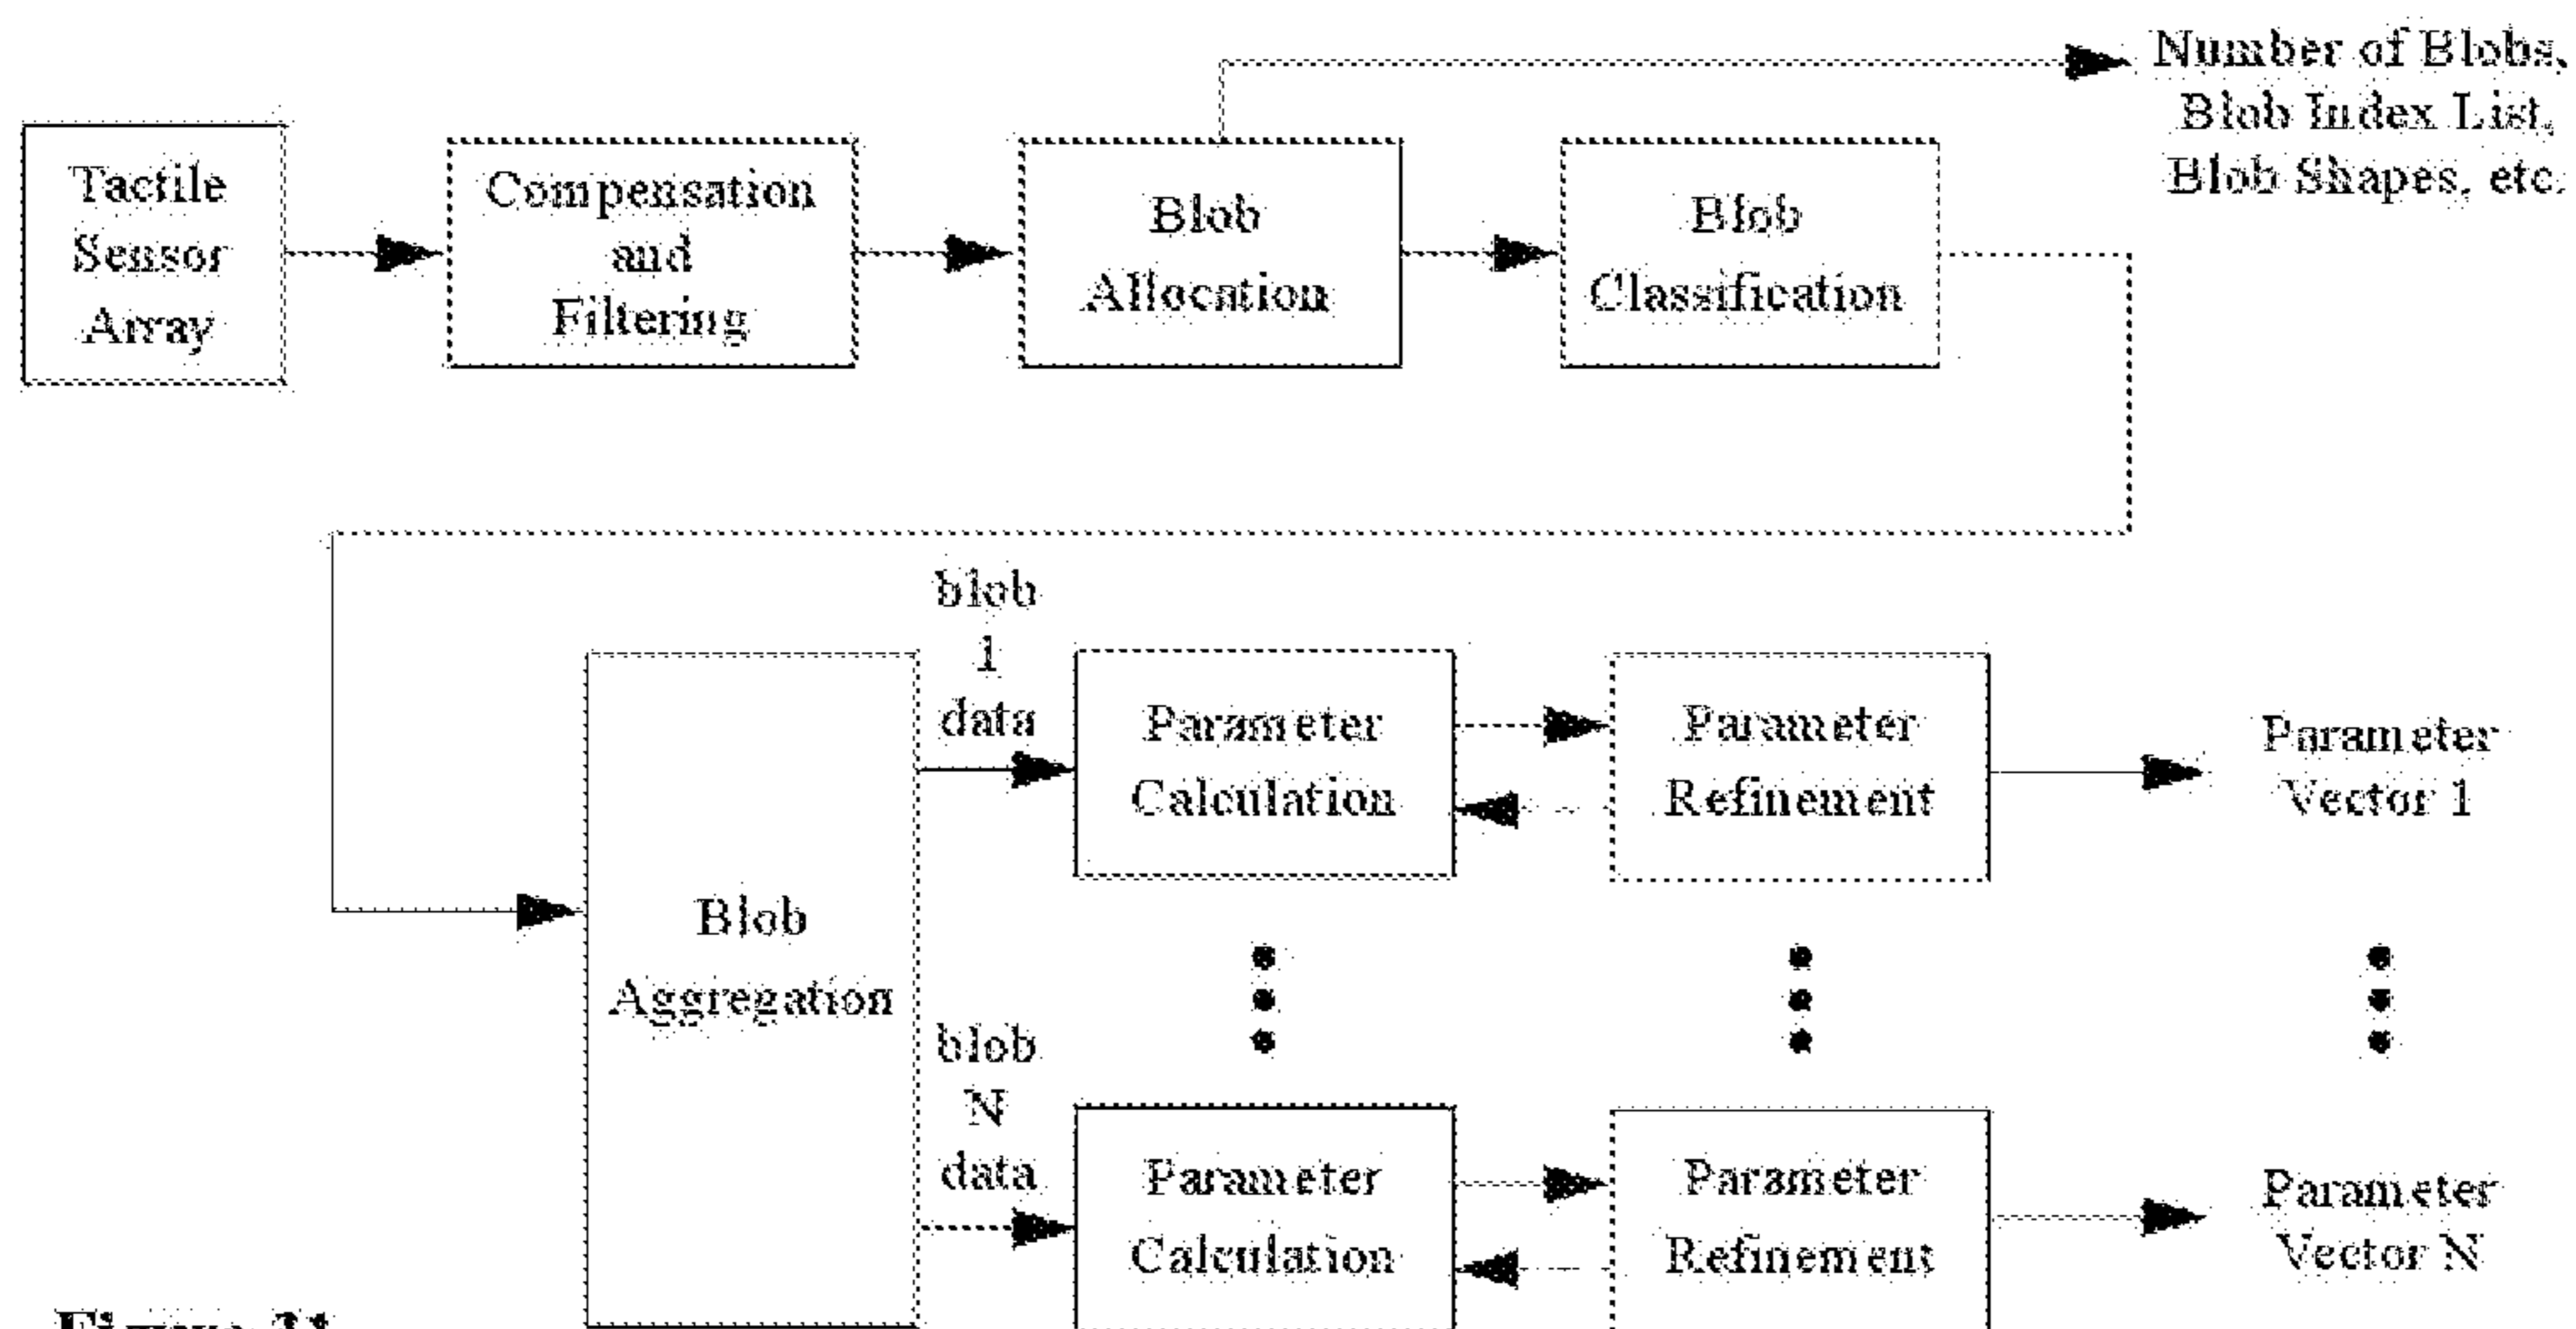 Number of Blobs,
Blob Index List,
Blob Shapes, etc.
Tactile
Sensor
Array
Compensation
and
Filtering
Blob
Allocation
Blob
Classification
blob
1
data
Parameter
Calculation
Parameter
Refinement
Parameter
Vector 1
Blob
Aggregation
blob
N
data
Parameter
Calculation
Parameter
Refinement
Parameter
Vector N
Figure